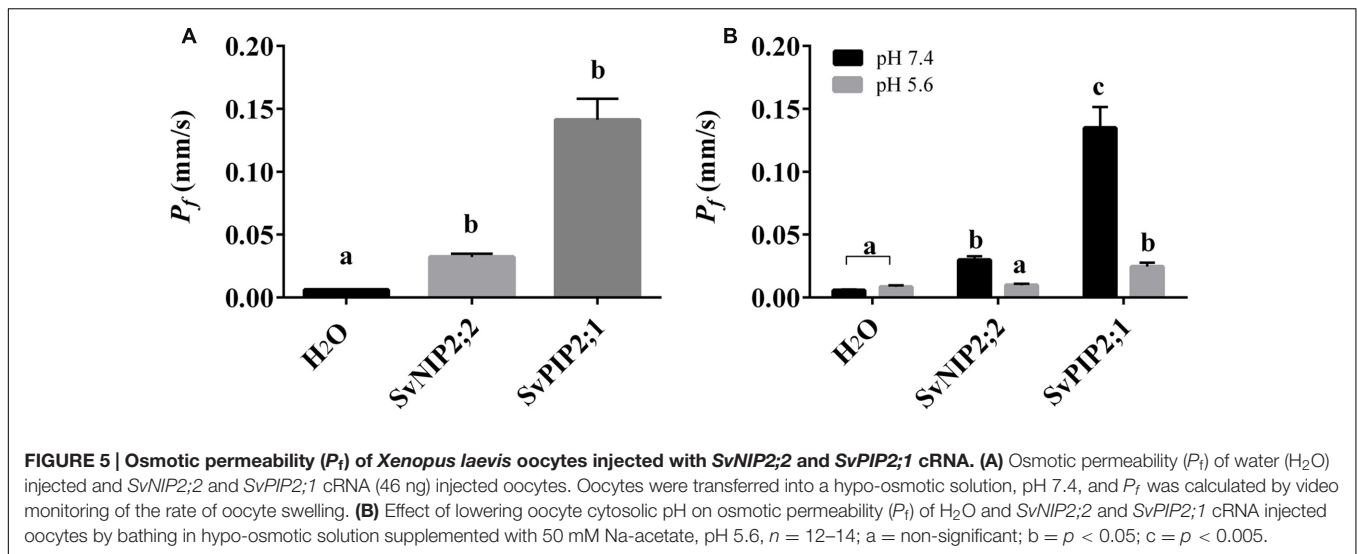 A
0.20
0.15
0.10
0.05
0.00
Pf (mm/s)
a
b
b
H2O
SvNIP2;2
SvPIP2;1
B
0.20
0.15
0.10
0.05
0.00
Pf (mm/s)
pH 7.4
pH 5.6
a
b
a
c
b
H2O
SvNIP2;2
SvPIP2;1
FIGURE 5 | Osmotic permeability (Pf) of Xenopus laevis oocytes injected with SvNIP2;2 and SvPIP2;1 cRNA. (A) Osmotic permeability (Pf) of water (H2O)
injected and SvNIP2;2 and SvPIP2;1 cRNA (46 ng) injected oocytes. Oocytes were transferred into a hypo-osmotic solution, pH 7.4, and Pf was calculated by video
monitoring of the rate of oocyte swelling. (B) Effect of lowering oocyte cytosolic pH on osmotic permeability (Pf) of H2O and SvNIP2;2 and SvPIP2;1 cRNA injected
oocytes by bathing in hypo-osmotic solution supplemented with 50 mM Na-acetate, pH 5.6, n = 12–14; a = non-significant; b = p < 0.05; c = p < 0.005.